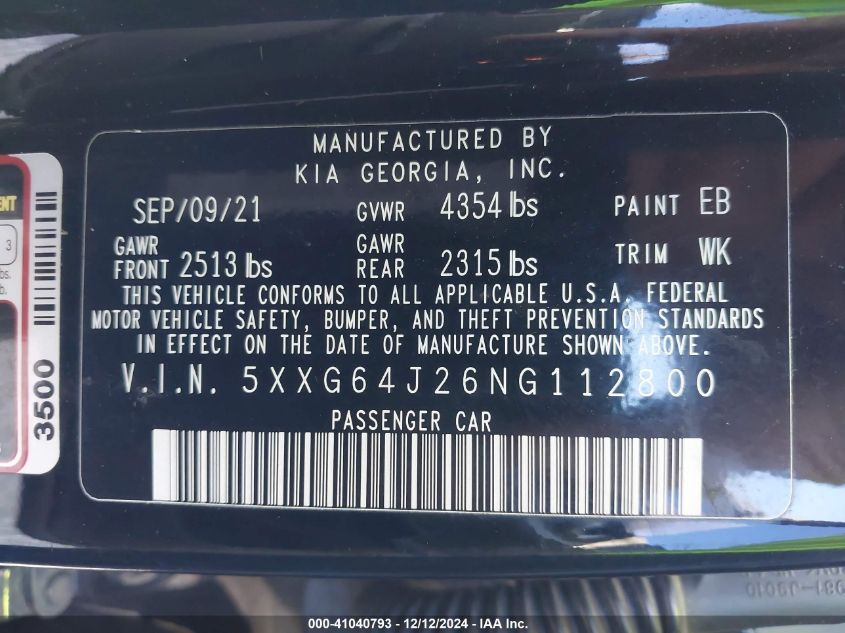 MANUFACTURED BY
KIA GEORGIA, INC.
SEP/09/21 GVWR 4354 lbs PAINT EB
GAWR FRONT 2513 lbs GAWR REAR 2315 lbs TRIM WK
THIS VEHICLE CONFORMS TO ALL APPLICABLE U.S.A. FEDERAL
MOTOR VEHICLE SAFETY, BUMPER, AND THEFT PREVENTION STANDARDS
IN EFFECT ON THE DATE OF MANUFACTURE SHOWN ABOVE.
V.I.N. 5XXG64J26NG112800
PASSENGER CAR
3
3500
000-41040793 - 12/12/2024 - IAA Inc.